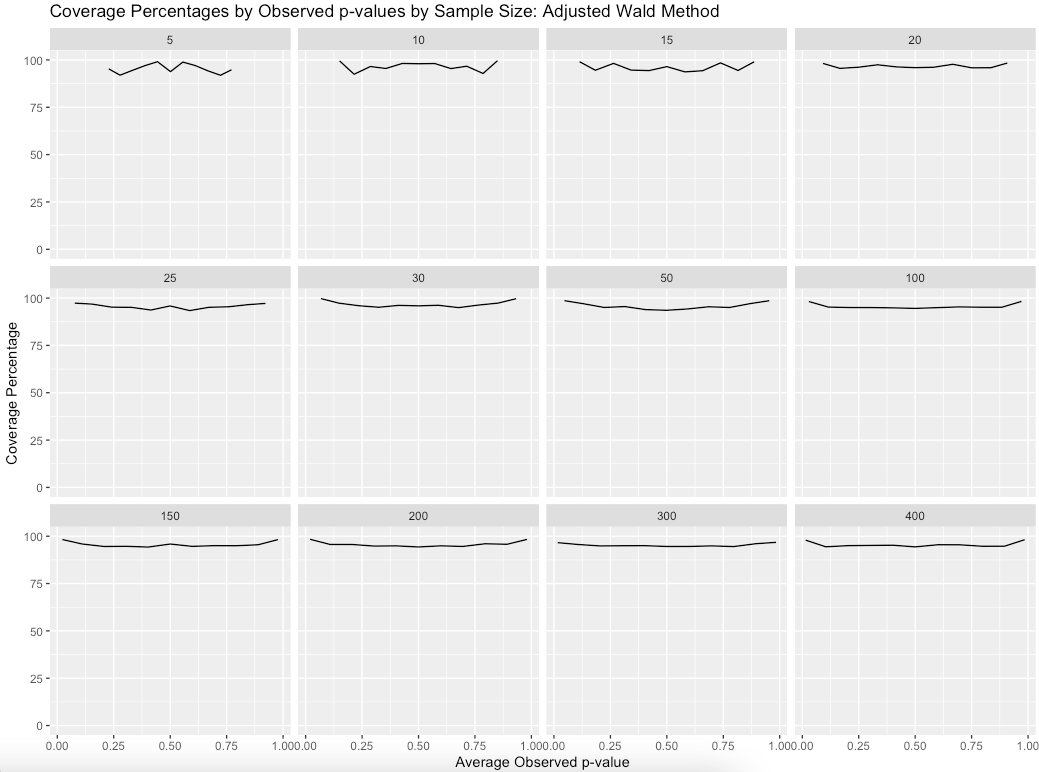 Coverage Percentages by Observed p-values by Sample Size: Adjusted Wald Method
5 10 15 20
100
75
50
25
0
25 30 50 100
100
75
50
25
0
150 200 300 400
100
75
50
25
0
Coverage Percentage
0.00 0.25 0.50 0.75 1.00 0.00 0.25 0.50 0.75 1.00 0.00 0.25 0.50 0.75 1.00 0.00 0.25 0.50 0.75 1.00
Average Observed p-value